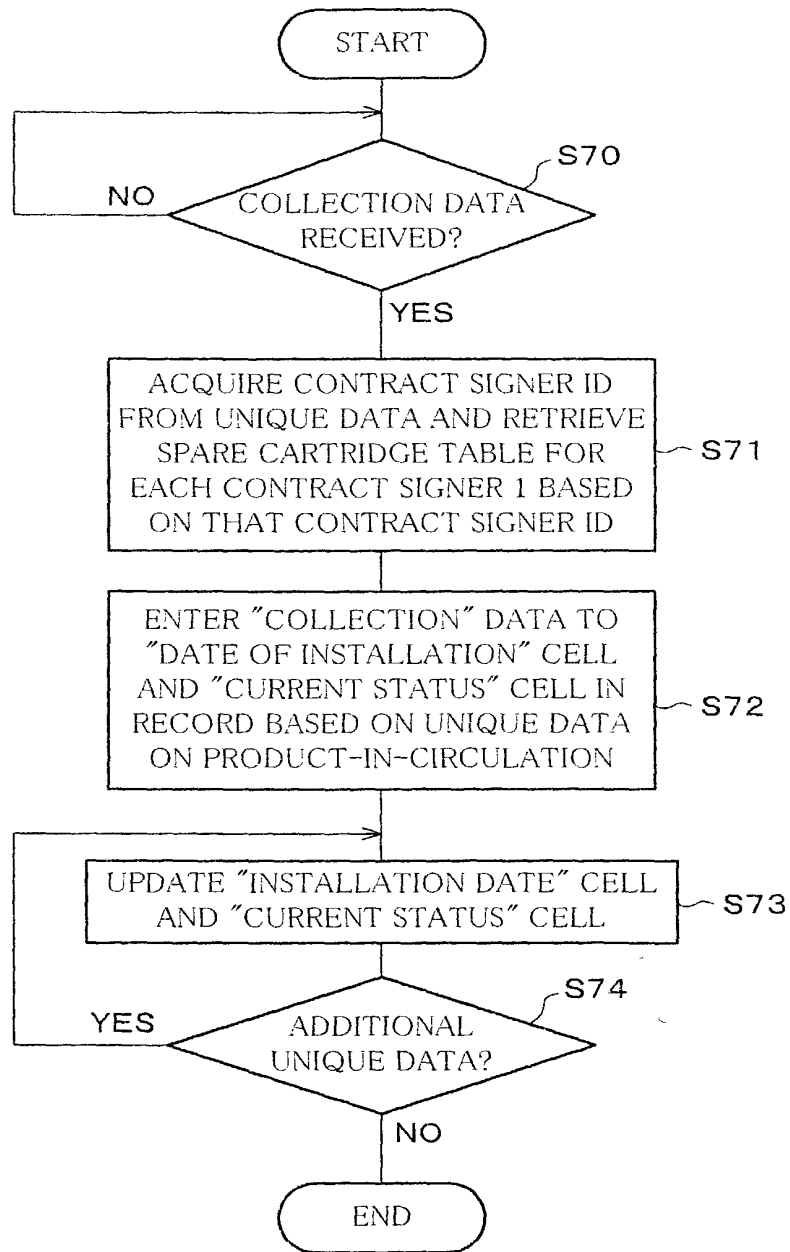 START
S70
NO
COLLECTION DATA
RECEIVED?
YES
ACQUIRE CONTRACT SIGNER ID
FROM UNIQUE DATA AND RETRIEVE
SPARE CARTRIDGE TABLE FOR
EACH CONTRACT SIGNER 1 BASED
ON THAT CONTRACT SIGNER ID
S71
ENTER "COLLECTION" DATA TO
"DATE OF INSTALLATION" CELL
AND "CURRENT STATUS" CELL IN
RECORD BASED ON UNIQUE DATA
ON PRODUCT-IN-CIRCULATION
S72
UPDATE "INSTALLATION DATE" CELL
AND "CURRENT STATUS" CELL
S73
S74
YES
ADDITIONAL
UNIQUE DATA?
NO
END